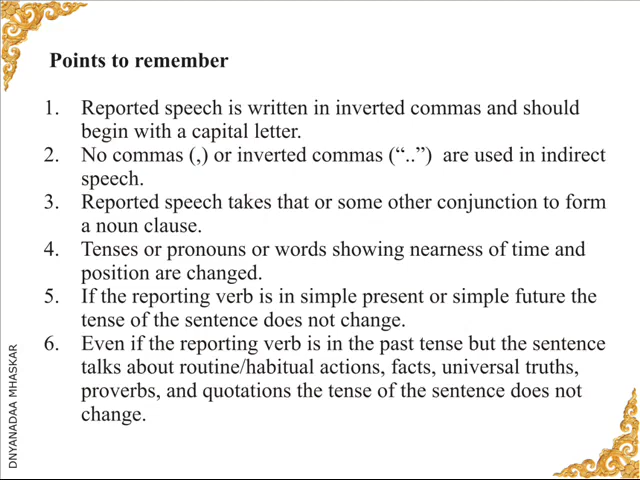 Points to remember
1. Reported speech is written in inverted commas and should
begin with a capital letter.
2. No commas (,) or inverted commas (“..”)  are used in indirect
speech.
3. Reported speech takes that or some other conjunction to form
a noun clause.
4. Tenses or pronouns or words showing nearness of time and
position are changed.
5. If the reporting verb is in simple present or simple future the
tense of the sentence does not change.
6. Even if the reporting verb is in the past tense but the sentence
talks about routine/habitual actions, facts, universal truths,
proverbs, and quotations the tense of the sentence does not
change.
DNYANADAA MHASKAR